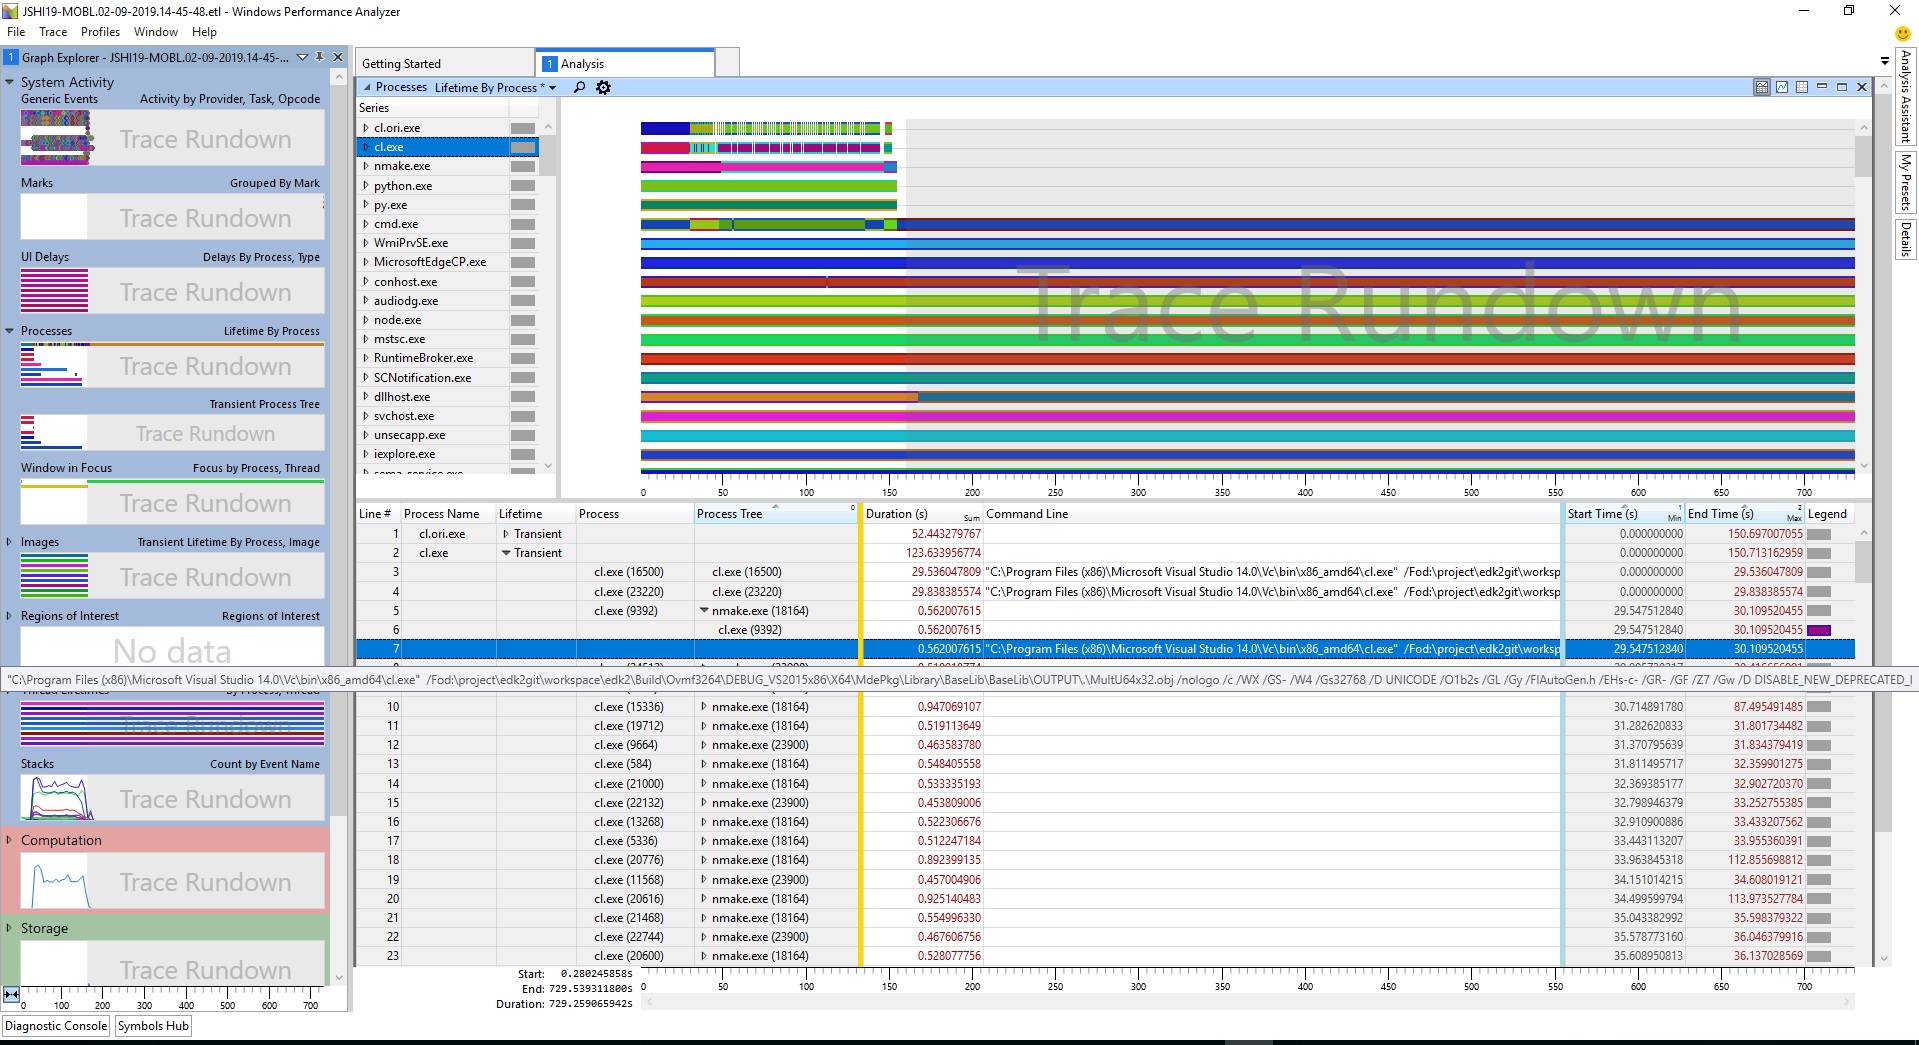 JSHI19-MOBL.02-09-2019.14-45-48.etl - Windows Performance Analyzer
File Trace Profiles Window Help
1 Graph Explorer - JSHI19-MOBL.02-09-2019.14-45-...
System Activity
Generic Events Activity by Provider, Task, Opcode
Trace Rundown
Marks Grouped By Mark
Trace Rundown
UI Delays Delays By Process, Type
Trace Rundown
Processes Lifetime By Process
Trace Rundown
Transient Process Tree
Trace Rundown
Window in Focus Focus by Process, Thread
Trace Rundown
Images Transient Lifetime By Process, Image
Trace Rundown
Regions of Interest Regions of Interest
No data
Thread Lifetimes By Process, Thread
Trace Rundown
Stacks Count by Event Name
Trace Rundown
Computation
Trace Rundown
Storage
Trace Rundown
0 100 200 300 400 500 600 700
Diagnostic Console Symbols Hub
Getting Started
1 Analysis
Processes Lifetime By Process *
Series
cl.ori.exe
cl.exe
nmake.exe
python.exe
py.exe
cmd.exe
WmiPrvSE.exe
MicrosoftEdgeCP.exe
conhost.exe
audiodg.exe
node.exe
mstsc.exe
RuntimeBroker.exe
SCNotification.exe
dllhost.exe
svchost.exe
unsecapp.exe
iexplore.exe
Trace Rundown
0 50 100 150 200 250 300 350 400 450 500 550 600 650 700
Line # Process Name Lifetime Process Process Tree 0 Duration (s) Sum Command Line Start Time (s) 1 Min End Time (s) 2 Max Legend
1 cl.ori.exe Transient 52.443279767 0.000000000 150.697007055
2 cl.exe Transient 123.633956774 0.000000000 150.713162959
3 cl.exe (16500) cl.exe (16500) 29.536047809 "C:\Program Files (x86)\Microsoft Visual Studio 14.0\Vc\bin\x86_amd64\cl.exe" /Fod:\project\edk2git\worksp 0.000000000 29.536047809
4 cl.exe (23220) cl.exe (23220) 29.838385574 "C:\Program Files (x86)\Microsoft Visual Studio 14.0\Vc\bin\x86_amd64\cl.exe" /Fod:\project\edk2git\worksp 0.000000000 29.838385574
5 cl.exe (9392) nmake.exe (18164) 0.562007615 29.547512840 30.109520455
6 cl.exe (9392) 0.562007615 29.547512840 30.109520455
7 0.562007615 "C:\Program Files (x86)\Microsoft Visual Studio 14.0\Vc\bin\x86_amd64\cl.exe" /Fod:\project\edk2git\worksp 29.547512840 30.109520455
"C:\Program Files (x86)\Microsoft Visual Studio 14.0\Vc\bin\x86_amd64\cl.exe" /Fod:\project\edk2git\workspace\edk2\Build\Ovmf3264\DEBUG_VS2015x86\X64\MdePkg\Library\BaseLib\BaseLib\OUTPUT\.\MultU64x32.obj /nologo /c /WX /GS- /W4 /Gs32768 /D UNICODE /O1b2s /GL /Gy /FIAutoGen.h /EHs-c- /GR- /GF /Z7 /Gw /D DISABLE_NEW_DEPRECATED_I
10 cl.exe (15336) nmake.exe (18164) 0.947069107 30.714891780 87.495491485
11 cl.exe (19712) nmake.exe (18164) 0.519113649 31.282620833 31.801734482
12 cl.exe (9664) nmake.exe (23900) 0.463583780 31.370795639 31.834379419
13 cl.exe (584) nmake.exe (18164) 0.548405558 31.811495717 32.359901275
14 cl.exe (21000) nmake.exe (18164) 0.533335193 32.369385177 32.902720370
15 cl.exe (22132) nmake.exe (23900) 0.453809006 32.798946379 33.252755385
16 cl.exe (13268) nmake.exe (18164) 0.522306676 32.910900886 33.433207562
17 cl.exe (5336) nmake.exe (18164) 0.512247184 33.443113207 33.955360391
18 cl.exe (20776) nmake.exe (18164) 0.892399135 33.963845318 112.855698812
19 cl.exe (11568) nmake.exe (23900) 0.457004906 34.151014215 34.608019121
20 cl.exe (20616) nmake.exe (18164) 0.925140483 34.499599794 113.973527784
21 cl.exe (21468) nmake.exe (18164) 0.554996330 35.043382992 35.598379322
22 cl.exe (22744) nmake.exe (23900) 0.467606756 35.578773160 36.046379916
23 cl.exe (20600) nmake.exe (18164) 0.528077756 35.608950813 36.137028569
Start: 0.280245858s
End: 729.539311800s
Duration: 729.259065942s
0 50 100 150 200 250 300 350 400 450 500 550 600 650 700
Analysis Assistant
My Presets
Details